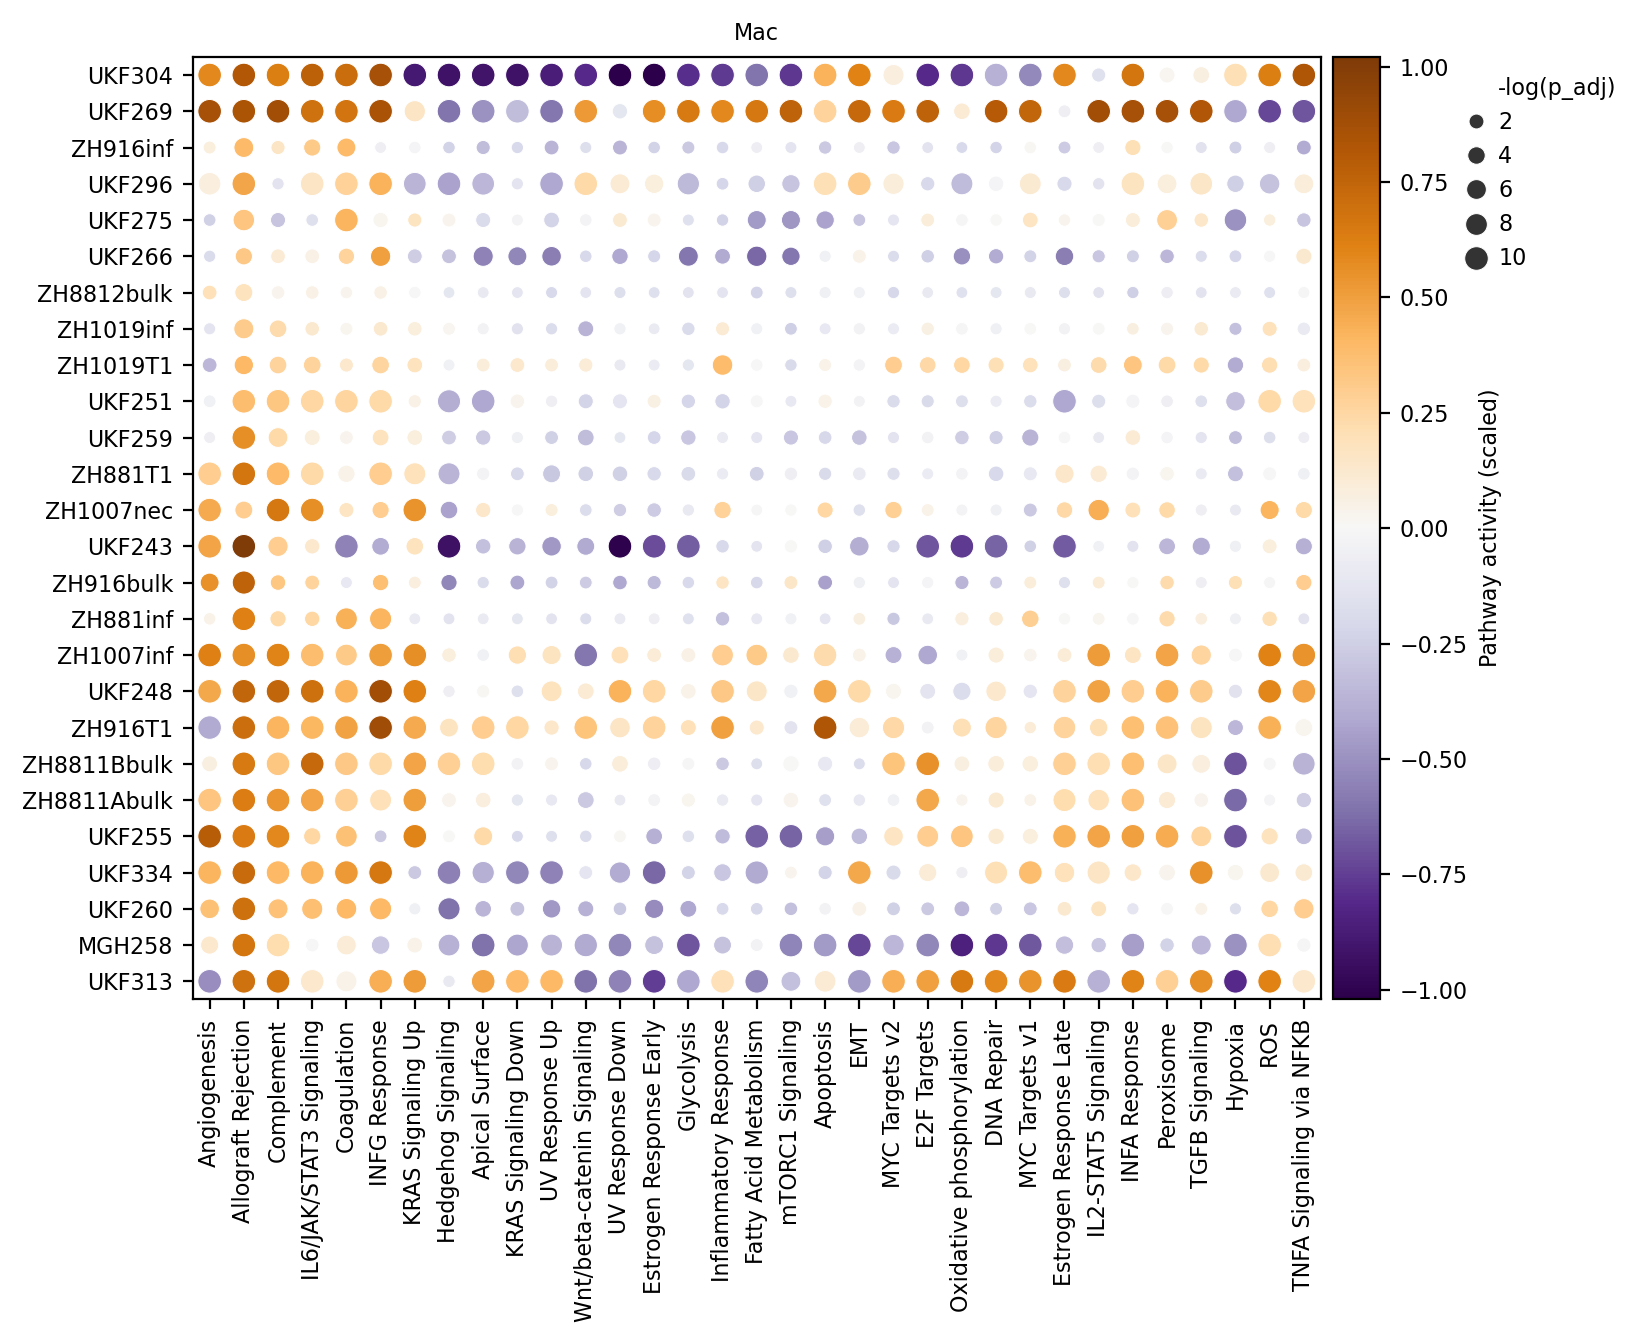 Mac
UKF304
UKF269
ZH916inf
UKF296
UKF275
UKF266
ZH8812bulk
ZH1019inf
ZH1019T1
UKF251
UKF259
ZH881T1
ZH1007nec
UKF243
ZH916bulk
ZH881inf
ZH1007inf
UKF248
ZH916T1
ZH8811Bbulk
ZH8811Abulk
UKF255
UKF334
UKF260
MGH258
UKF313
Angiogenesis
Allograft Rejection
Complement
IL6/JAK/STAT3 Signaling
Coagulation
INFG Response
KRAS Signaling Up
Hedgehog Signaling
Apical Surface
KRAS Signaling Down
UV Response Up
Wnt/beta-catenin Signaling
UV Response Down
Estrogen Response Early
Glycolysis
Inflammatory Response
Fatty Acid Metabolism
mTORC1 Signaling
Apoptosis
EMT
MYC Targets v2
E2F Targets
Oxidative phosphorylation
DNA Repair
MYC Targets v1
Estrogen Response Late
IL2-STAT5 Signaling
INFA Response
Peroxisome
TGFB Signaling
Hypoxia
ROS
TNFA Signaling via NFKB
1.00
0.75
0.50
0.25
0.00
−0.25
−0.50
−0.75
−1.00
Pathway activity (scaled)
-log(p_adj)
2
4
6
8
10